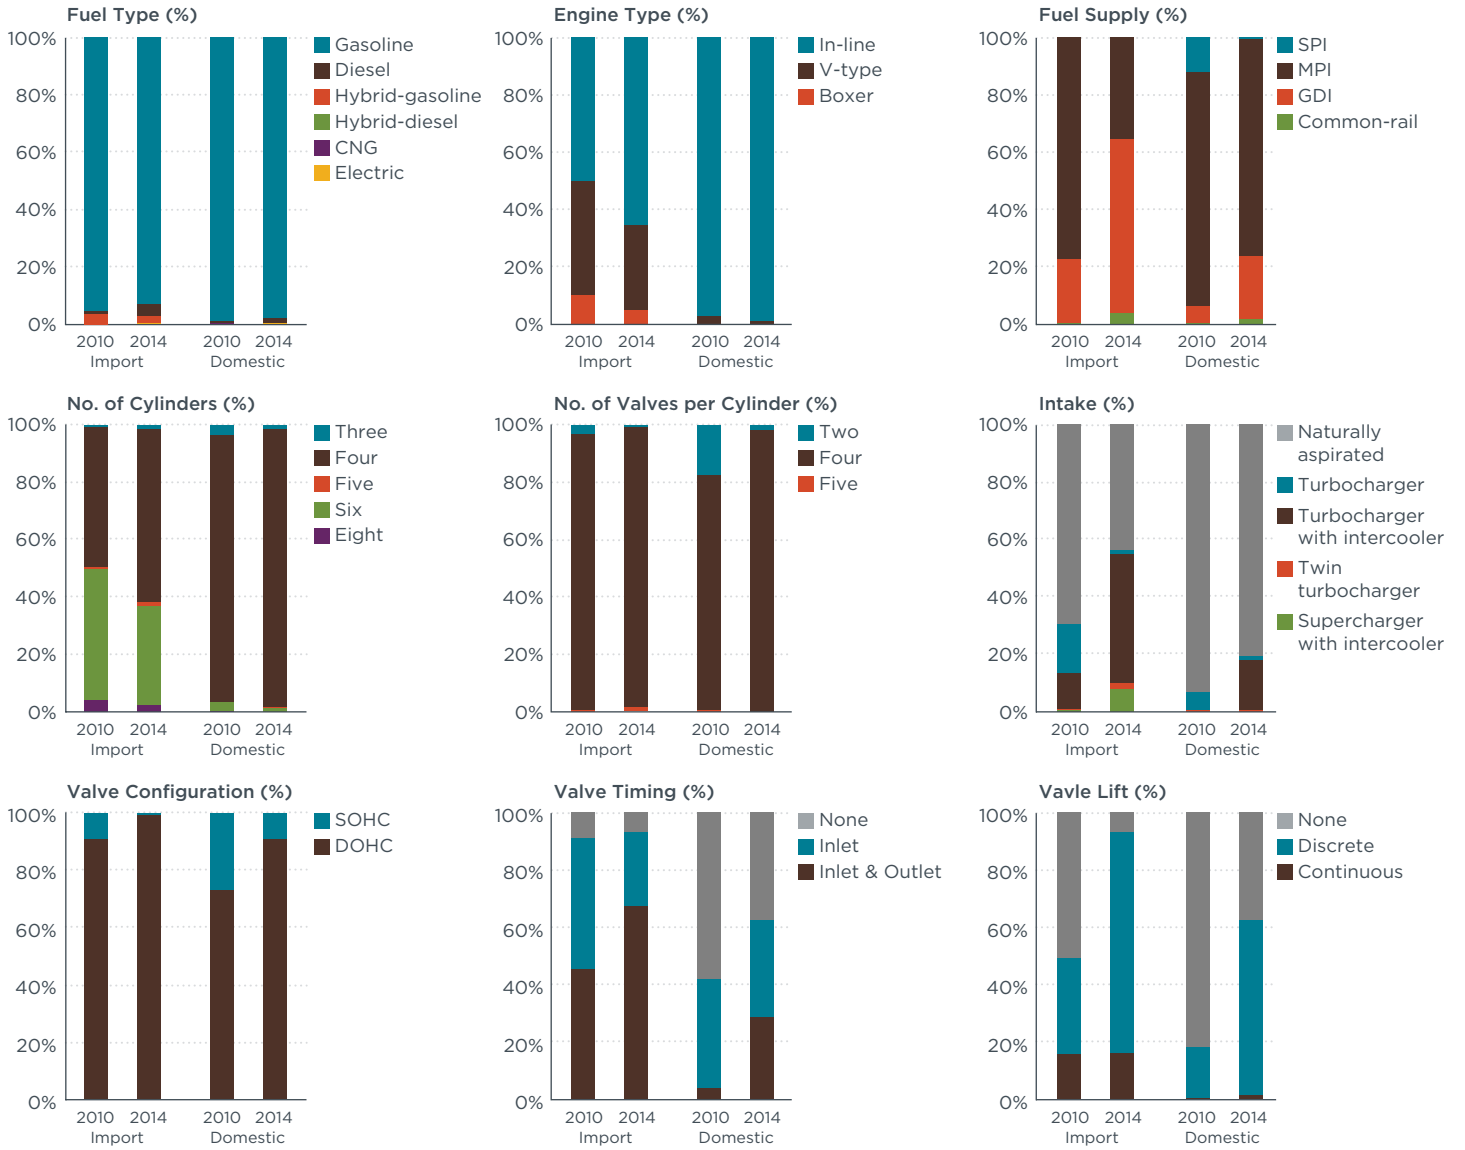 Fuel Type (%)
100%
80%
60%
40%
20%
0%
2010 2014 2010 2014
Import Domestic
Gasoline
Diesel
Hybrid-gasoline
Hybrid-diesel
CNG
Electric
Engine Type (%)
100%
80%
60%
40%
20%
0%
2010 2014 2010 2014
Import Domestic
In-line
V-type
Boxer
Fuel Supply (%)
100%
80%
60%
40%
20%
0%
2010 2014 2010 2014
Import Domestic
SPI
MPI
GDI
Common-rail
No. of Cylinders (%)
100%
80%
60%
40%
20%
0%
2010 2014 2010 2014
Import Domestic
Three
Four
Five
Six
Eight
No. of Valves per Cylinder (%)
100%
80%
60%
40%
20%
0%
2010 2014 2010 2014
Import Domestic
Two
Four
Five
Intake (%)
100%
80%
60%
40%
20%
0%
2010 2014 2010 2014
Import Domestic
Naturally
aspirated
Turbocharger
Turbocharger
with intercooler
Twin
turbocharger
Supercharger
with intercooler
Valve Configuration (%)
100%
80%
60%
40%
20%
0%
2010 2014 2010 2014
Import Domestic
SOHC
DOHC
Valve Timing (%)
100%
80%
60%
40%
20%
0%
2010 2014 2010 2014
Import Domestic
None
Inlet
Inlet & Outlet
Vavle Lift (%)
100%
80%
60%
40%
20%
0%
2010 2014 2010 2014
Import Domestic
None
Discrete
Continuous